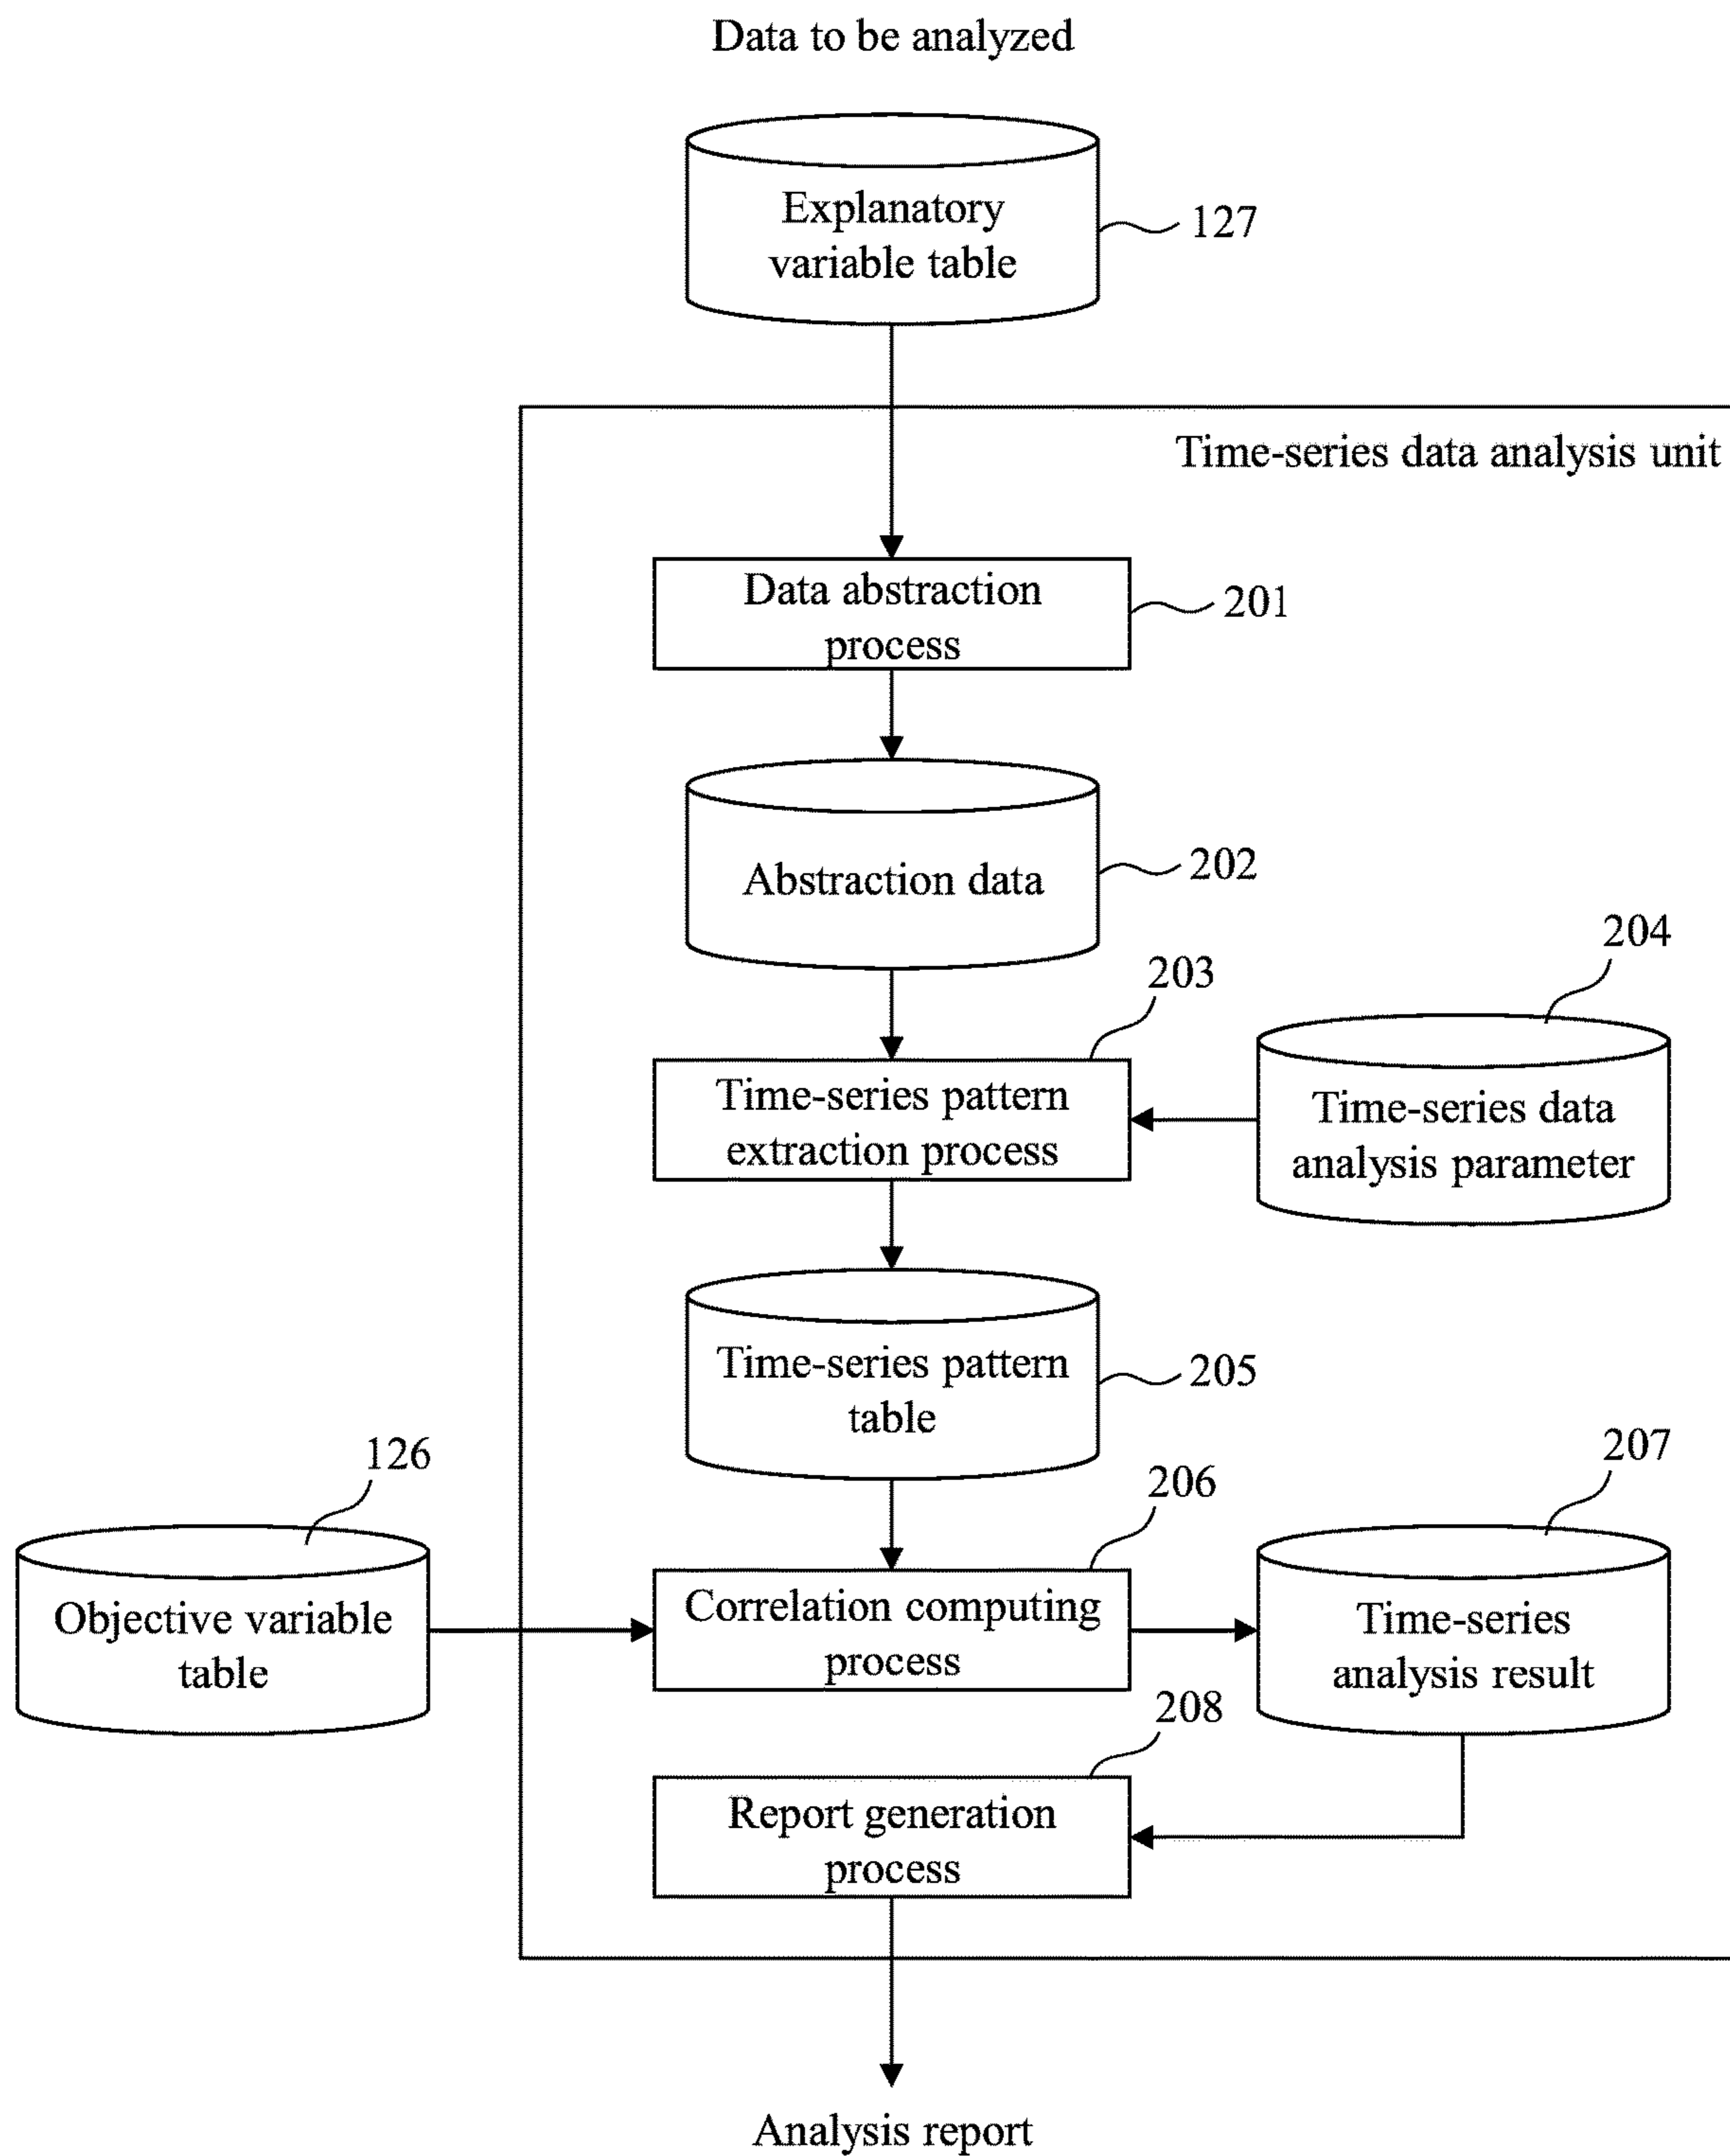 Data to be analyzed
Explanatory
variable table
127
Time-series data analysis unit
Data abstraction
process
201
Abstraction data
202
203
204
Time-series pattern
extraction process
Time-series data
analysis parameter
Time-series pattern
table
205
126
206
207
Objective variable
table
Correlation computing
process
Time-series
analysis result
208
Report generation
process
Analysis report